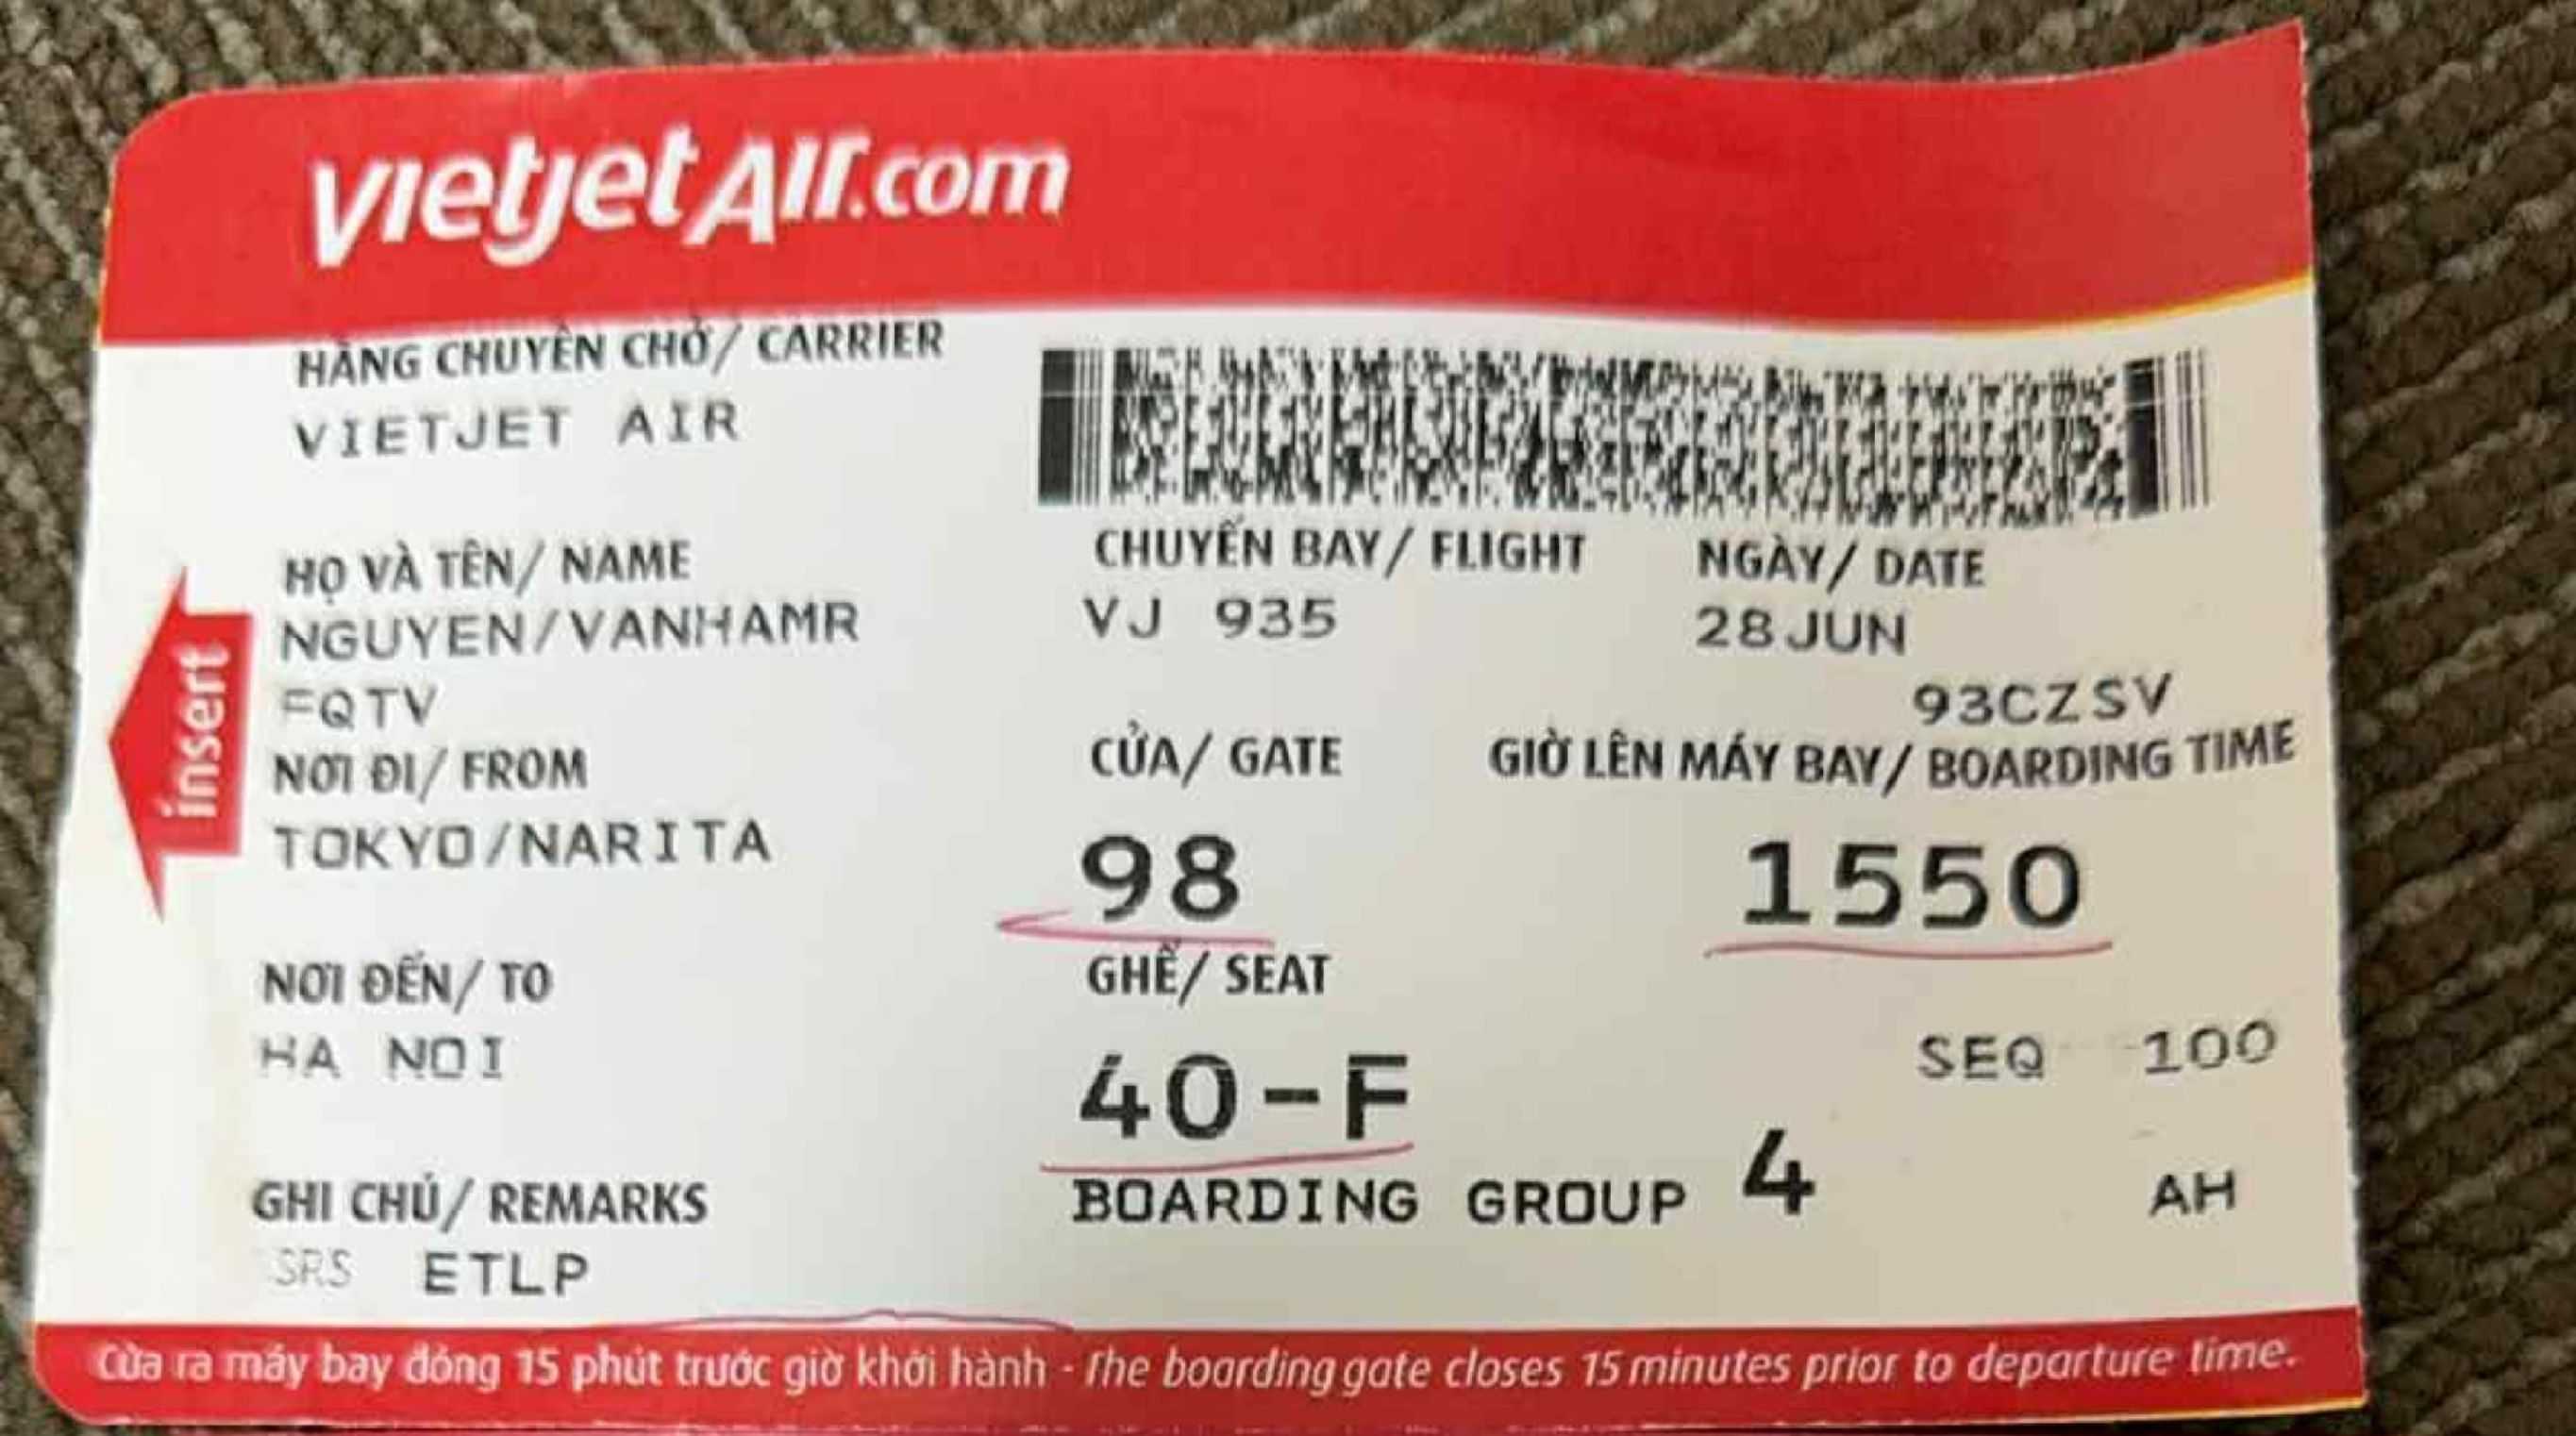 vietjetAir.com
HÃNG CHUYÊN CHỞ/ CARRIER
VIETJET AIR
HỌ VÀ TÊN/ NAME
NGUYEN/VANHAMR
FQTV
CHUYẾN BAY/ FLIGHT
VJ 935
NGÀY/ DATE
28JUN
93CZSV
insert
NƠI ĐI/ FROM
TOKYO/NARITA
CỬA/ GATE
98
GIỜ LÊN MÁY BAY/ BOARDING TIME
1550
NƠI ĐẾN/ TO
HA NOI
GHẾ/ SEAT
40-F
SEQ 100
GHI CHÚ/ REMARKS
SRS ETLP
BOARDING GROUP 4
AH
Cửa ra máy bay đóng 15 phút trước giờ khởi hành - The boarding gate closes 15 minutes prior to departure time.